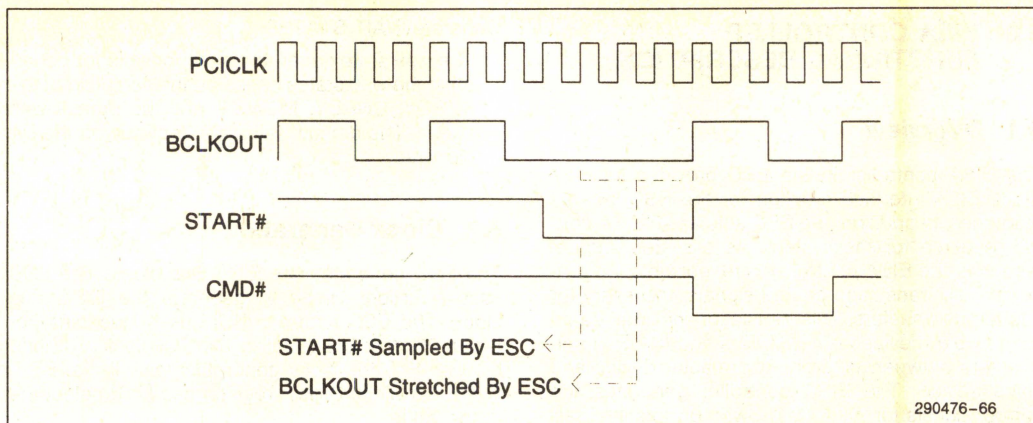 PCICLK
BCLKOUT
START#
CMD#
START# Sampled By ESC
BCLKOUT Stretched By ESC
290476-66